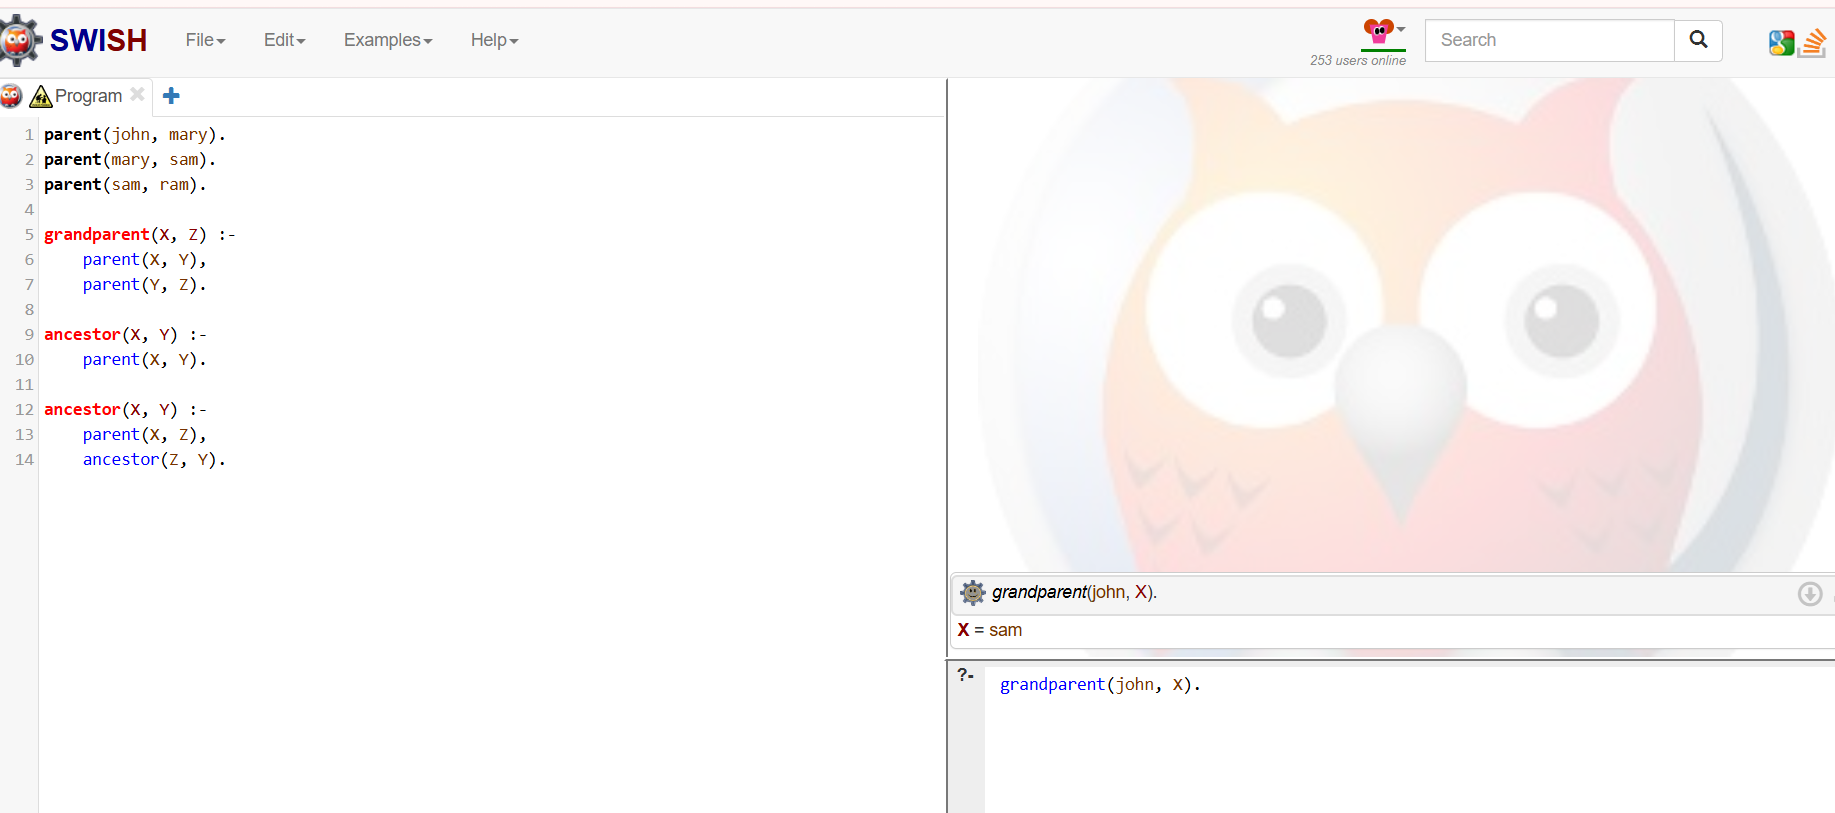 SWISH File Edit Examples Help 253 users online Search
Program
1 parent(john, mary).
2 parent(mary, sam).
3 parent(sam, ram).
4
5 grandparent(X, Z) :-
6     parent(X, Y),
7     parent(Y, Z).
8
9 ancestor(X, Y) :-
10     parent(X, Y).
11
12 ancestor(X, Y) :-
13     parent(X, Z),
14     ancestor(Z, Y).
grandparent(john, X).
X = sam
?- grandparent(john, X).